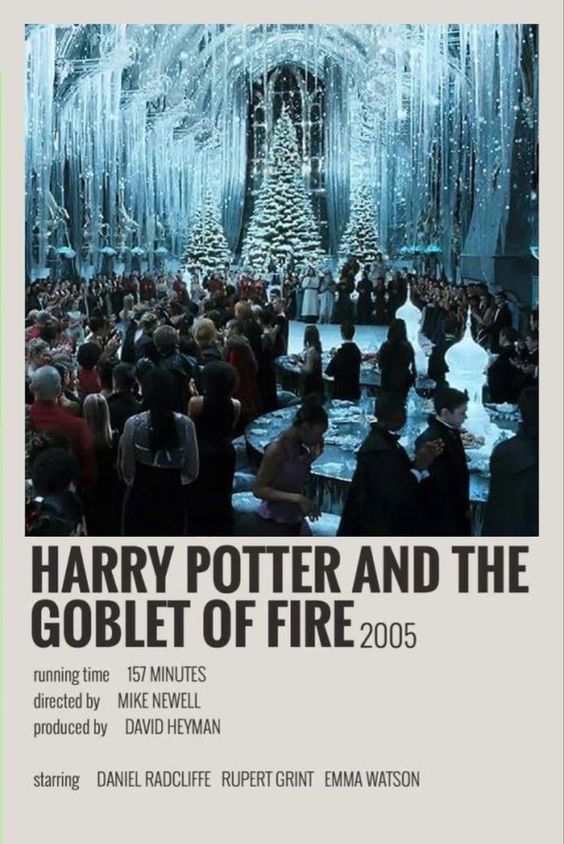 HARRY POTTER AND THE
GOBLET OF FIRE 2005
running time 157 MINUTES
directed by MIKE NEWELL
produced by DAVID HEYMAN
starring DANIEL RADCLIFFE RUPERT GRINT EMMA WATSON